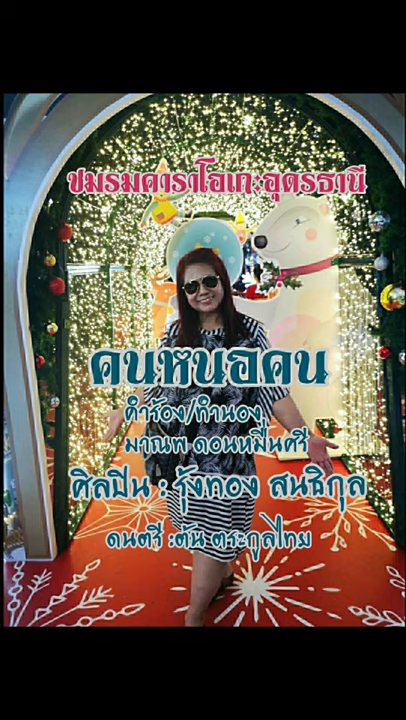 ชมรมคาราโอเกะอุดรธานี
คนหนอคน
คำร้อง/ทำนอง
มาณพ ดอนหมื่นศรี
ศิลปิน : รุ้งทอง สนธิกุล
ดนตรี :ต้น ตระกูลไทย